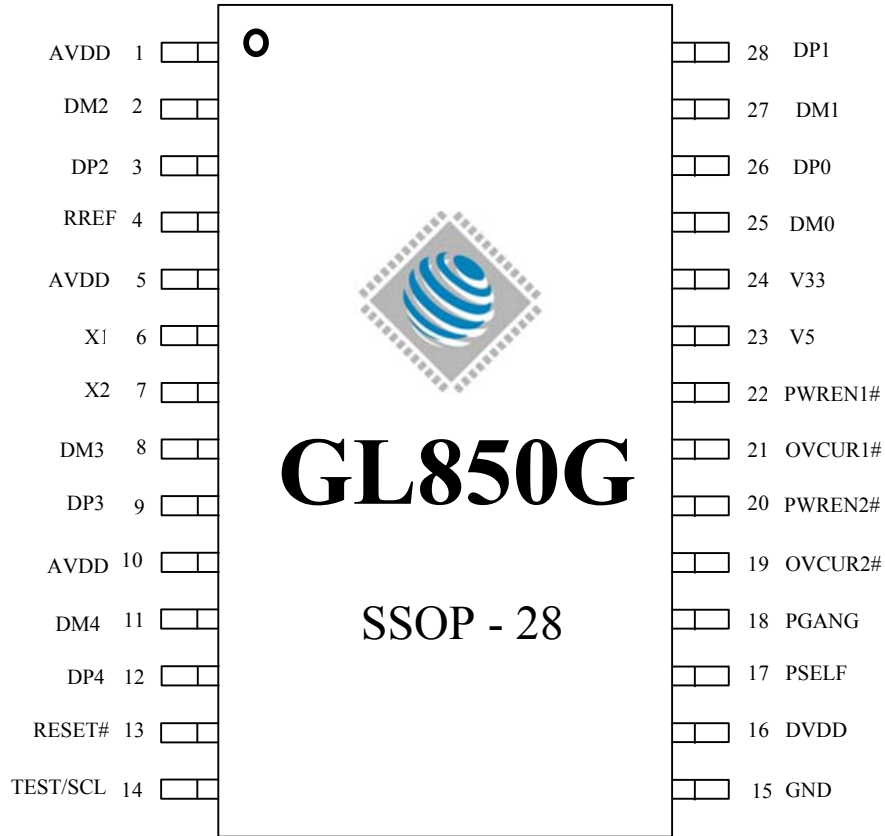 AVDD 1
DM2 2
DP2 3
RREF 4
AVDD 5
X1 6
X2 7
DM3 8
DP3 9
AVDD 10
DM4 11
DP4 12
RESET# 13
TEST/SCL 14
GL850G
SSOP - 28
28 DP1
27 DM1
26 DP0
25 DM0
24 V33
23 V5
22 PWREN1#
21 OVCUR1#
20 PWREN2#
19 OVCUR2#
18 PGANG
17 PSELF
16 DVDD
15 GND